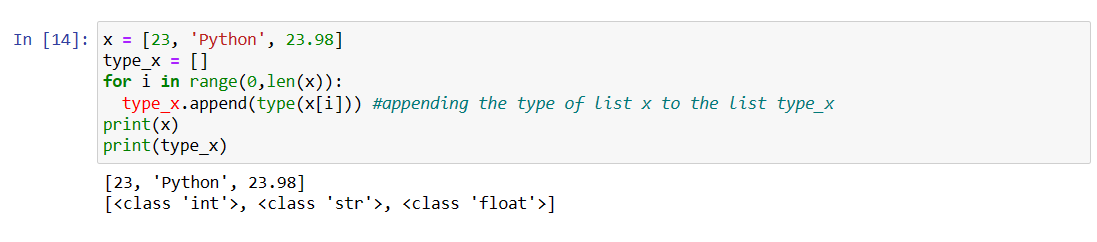 In [14]: x = [23, 'Python', 23.98]
type_x = []
for i in range(0,len(x)):
  type_x.append(type(x[i])) #appending the type of list x to the list type_x
print(x)
print(type_x)
[23, 'Python', 23.98]
[<class 'int'>, <class 'str'>, <class 'float'>]